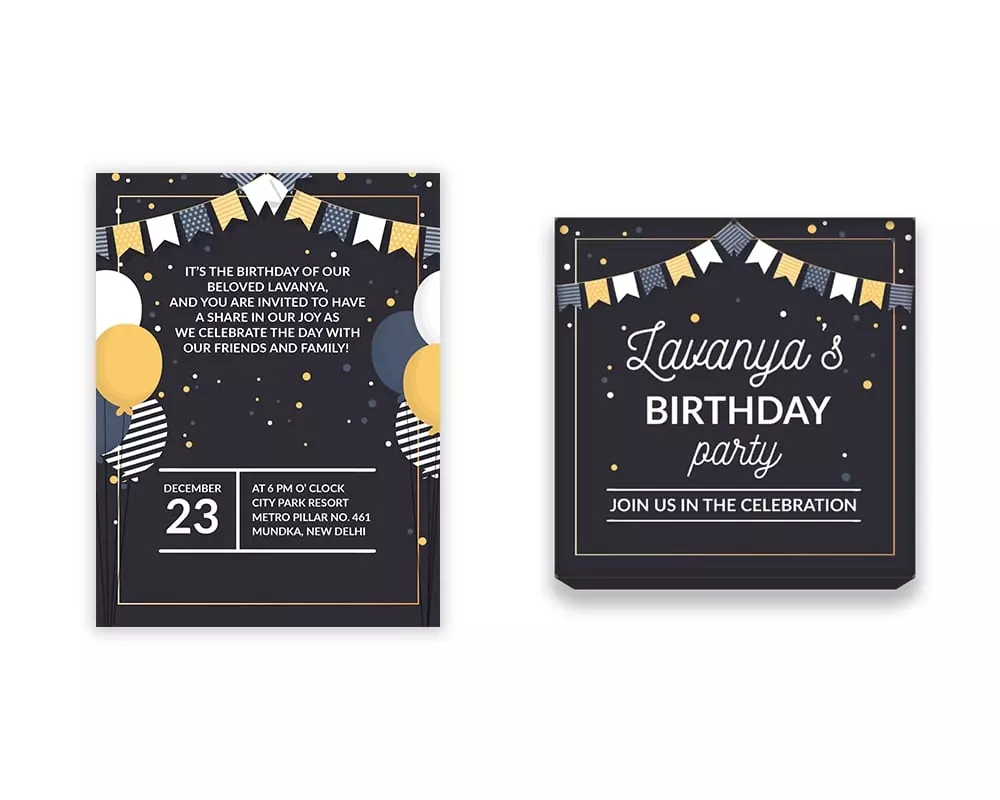 IT'S THE BIRTHDAY OF OUR
BELOVED LAVANYA,
AND YOU ARE INVITED TO HAVE
A SHARE IN OUR JOY AS
WE CELEBRATE THE DAY WITH
OUR FRIENDS AND FAMILY!
DECEMBER
23
AT 6 PM O' CLOCK
CITY PARK RESORT
METRO PILLAR NO. 461
MUNDKA, NEW DELHI
Lavanya's
BIRTHDAY
party
JOIN US IN THE CELEBRATION